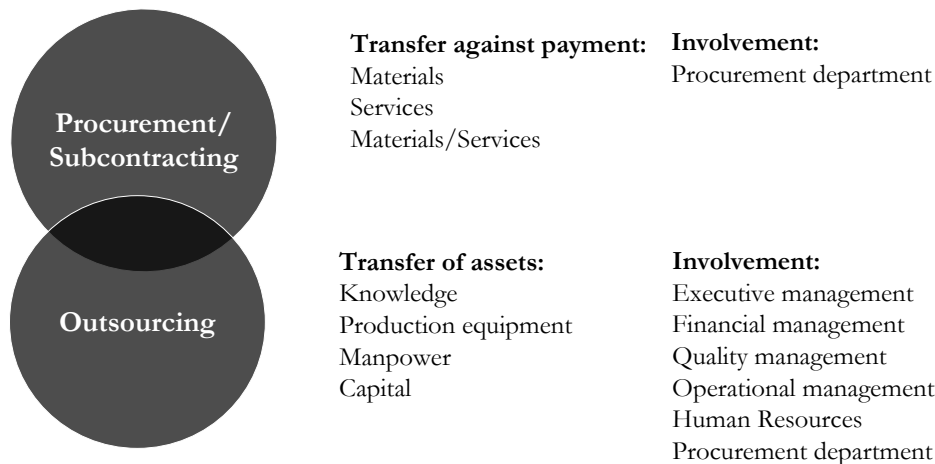 Procurement/
Subcontracting
Transfer against payment:
Materials
Services
Materials/Services
Involvement:
Procurement department
Outsourcing
Transfer of assets:
Knowledge
Production equipment
Manpower
Capital
Involvement:
Executive management
Financial management
Quality management
Operational management
Human Resources
Procurement department